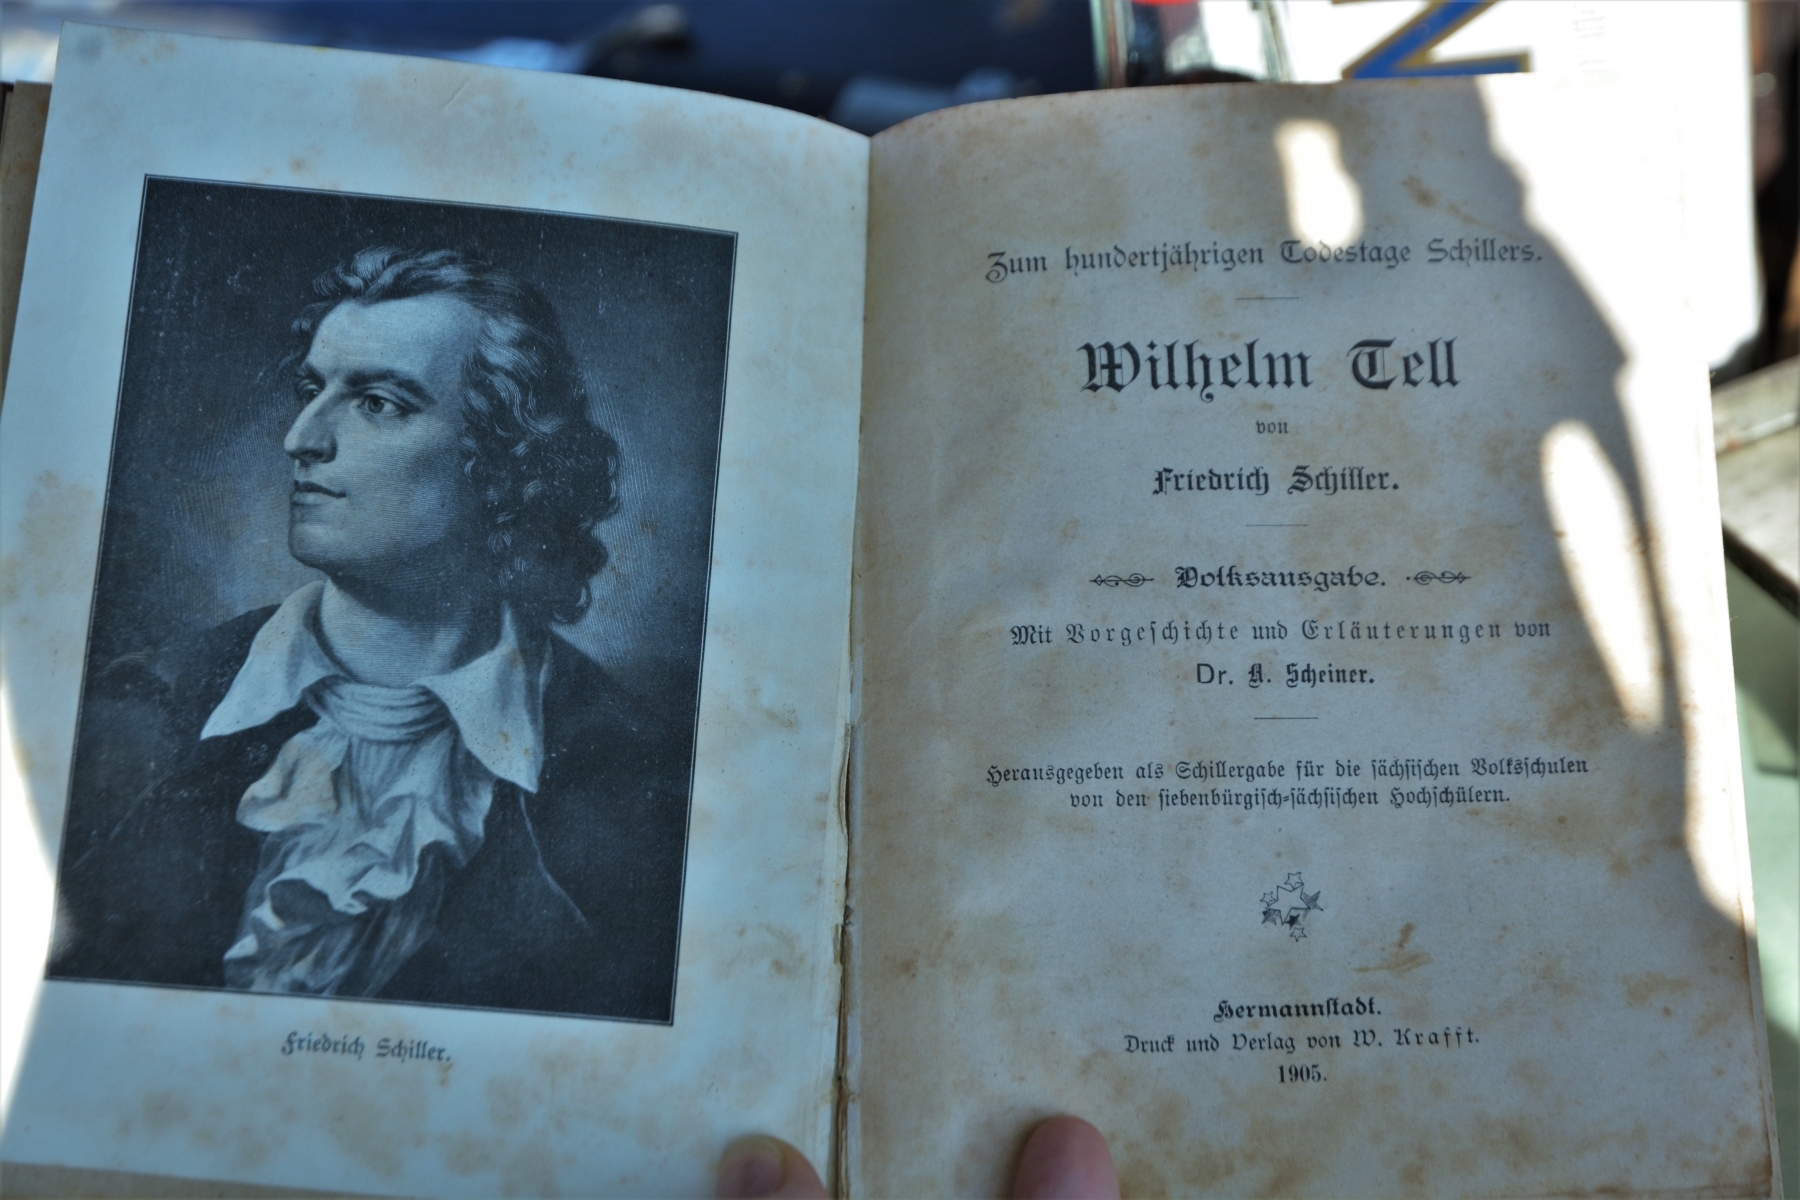 Friedrich Schiller.
Zum hundertjährigen Todestage Schillers.
Wilhelm Tell
von
Friedrich Schiller.
Volksausgabe.
Mit Vorgeschichte und Erläuterungen von
Dr. A. Scheiner.
Herausgegeben als Schillergabe für die sächsischen Volksschulen
von den siebenbürgisch-sächsischen Hochschülern.
Hermannstadt.
Druck und Verlag von W. Krafft.
1905.